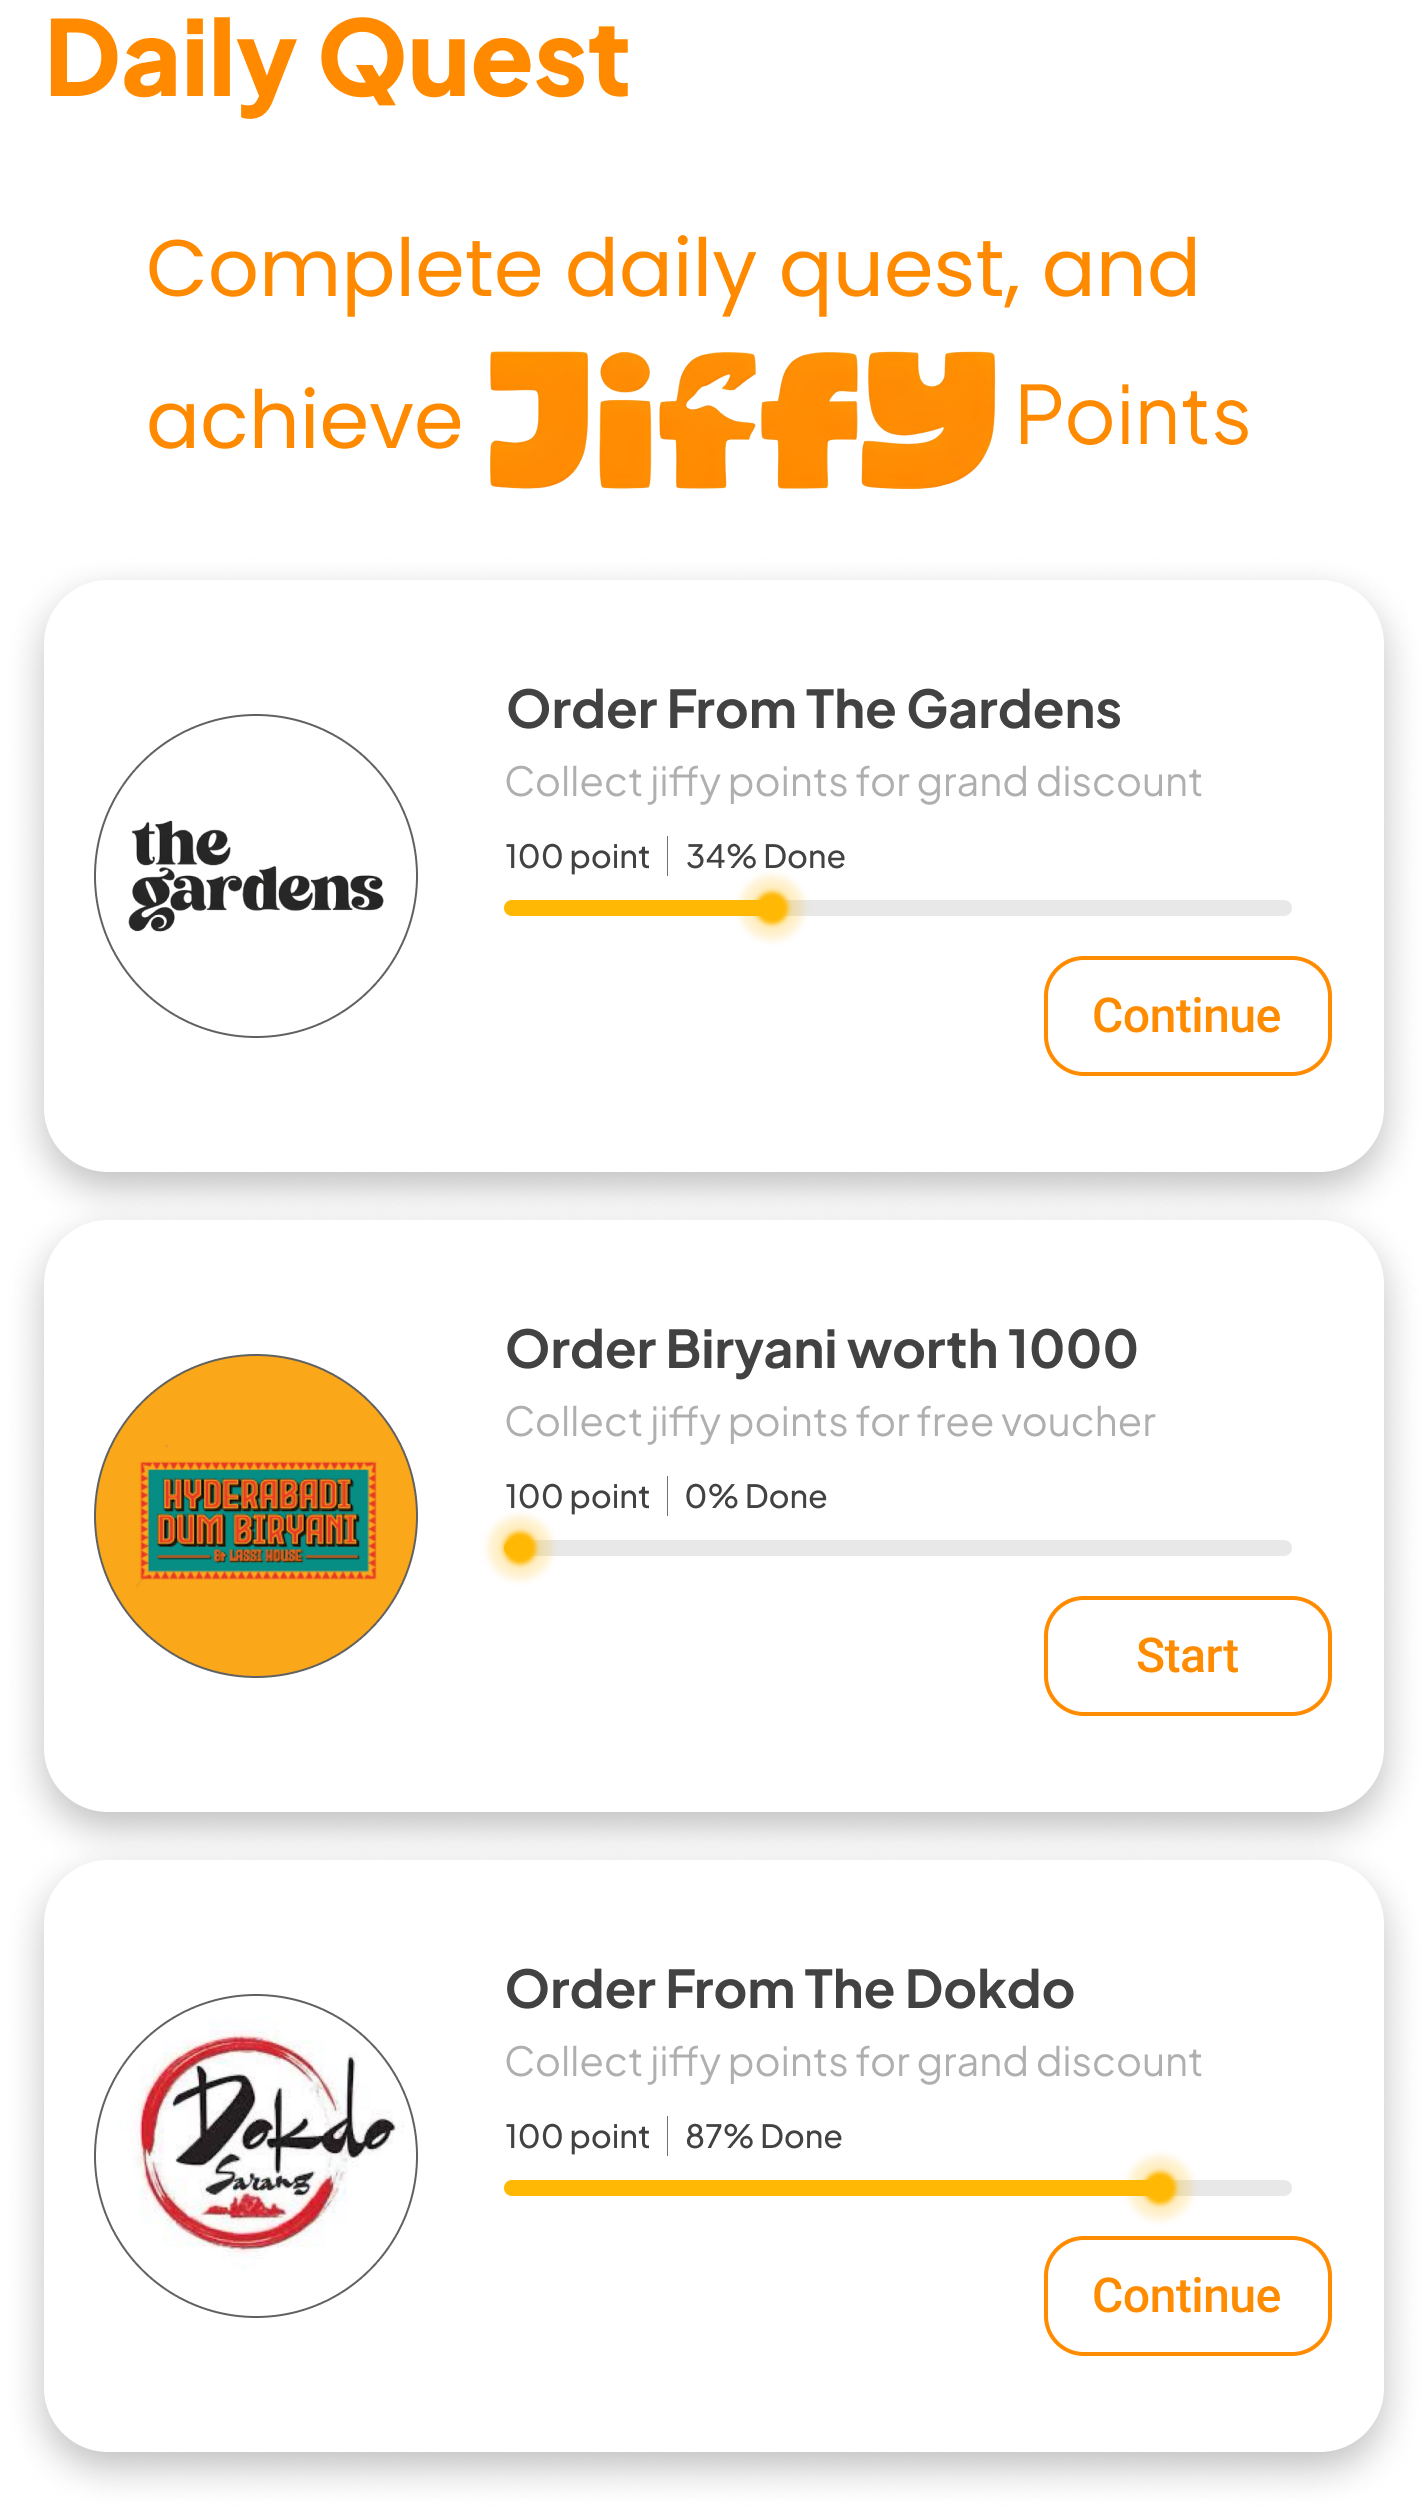 Daily Quest
Complete daily quest, and
achieve Jiffy Points
the
gardens
Order From The Gardens
Collect jiffy points for grand discount
100 point | 34% Done
Continue
HYDERABADI
DUM BIRYANI
& LASSI HOUSE
Order Biryani worth 1000
Collect jiffy points for free voucher
100 point | 0% Done
Start
Dokdo
Sarang
Order From The Dokdo
Collect jiffy points for grand discount
100 point | 87% Done
Continue